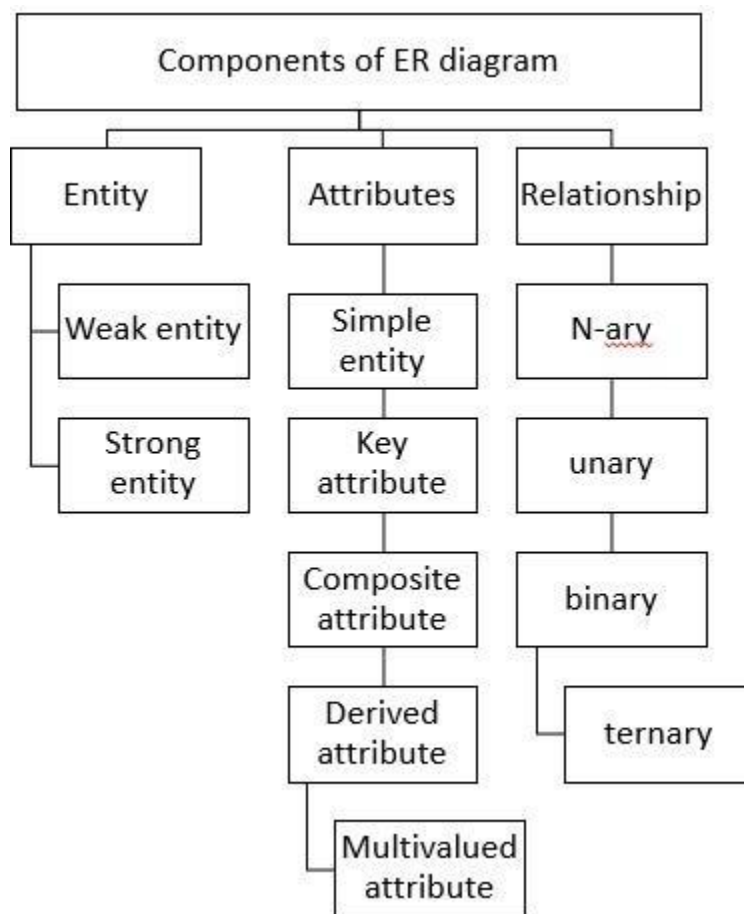 Components of ER diagram
Entity
Attributes
Relationship
Weak entity
Simple
entity
N-ary
Strong
entity
Key
attribute
unary
Composite
attribute
binary
Derived
attribute
ternary
Multivalued
attribute